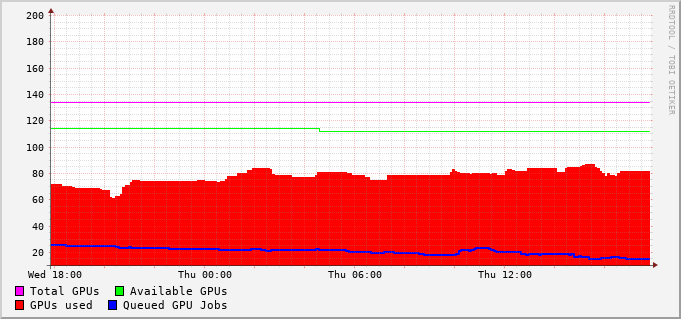 200
180
160
140
120
100
80
60
40
20
Wed 18:00 Thu 00:00 Thu 06:00 Thu 12:00
Total GPUs Available GPUs
GPUs used Queued GPU Jobs
RRDTOOL / TOBI OETIKER